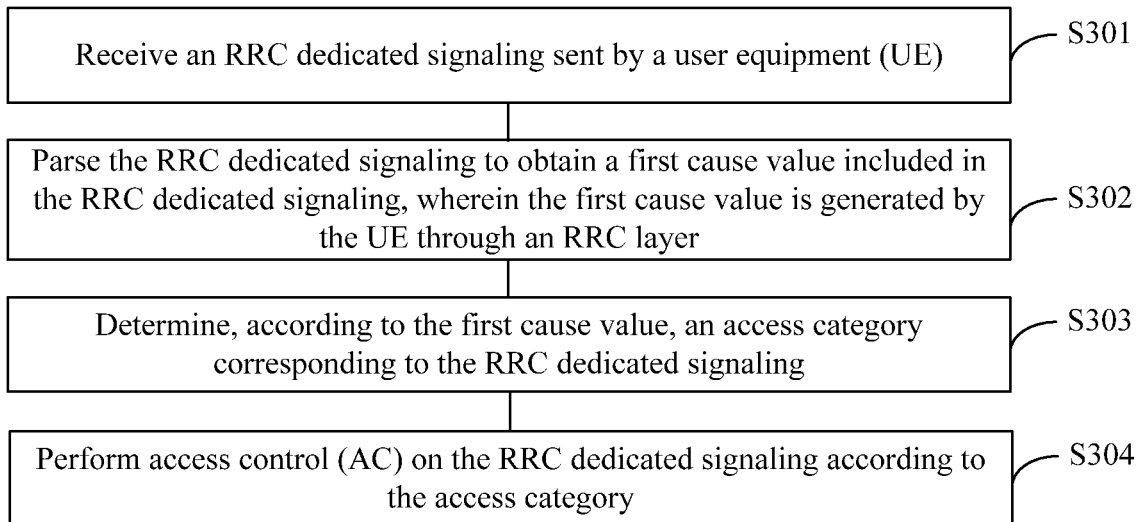 Receive an RRC dedicated signaling sent by a user equipment (UE)
S301
Parse the RRC dedicated signaling to obtain a first cause value included in
the RRC dedicated signaling, wherein the first cause value is generated by
the UE through an RRC layer
S302
Determine, according to the first cause value, an access category
corresponding to the RRC dedicated signaling
S303
Perform access control (AC) on the RRC dedicated signaling according to
the access category
S304